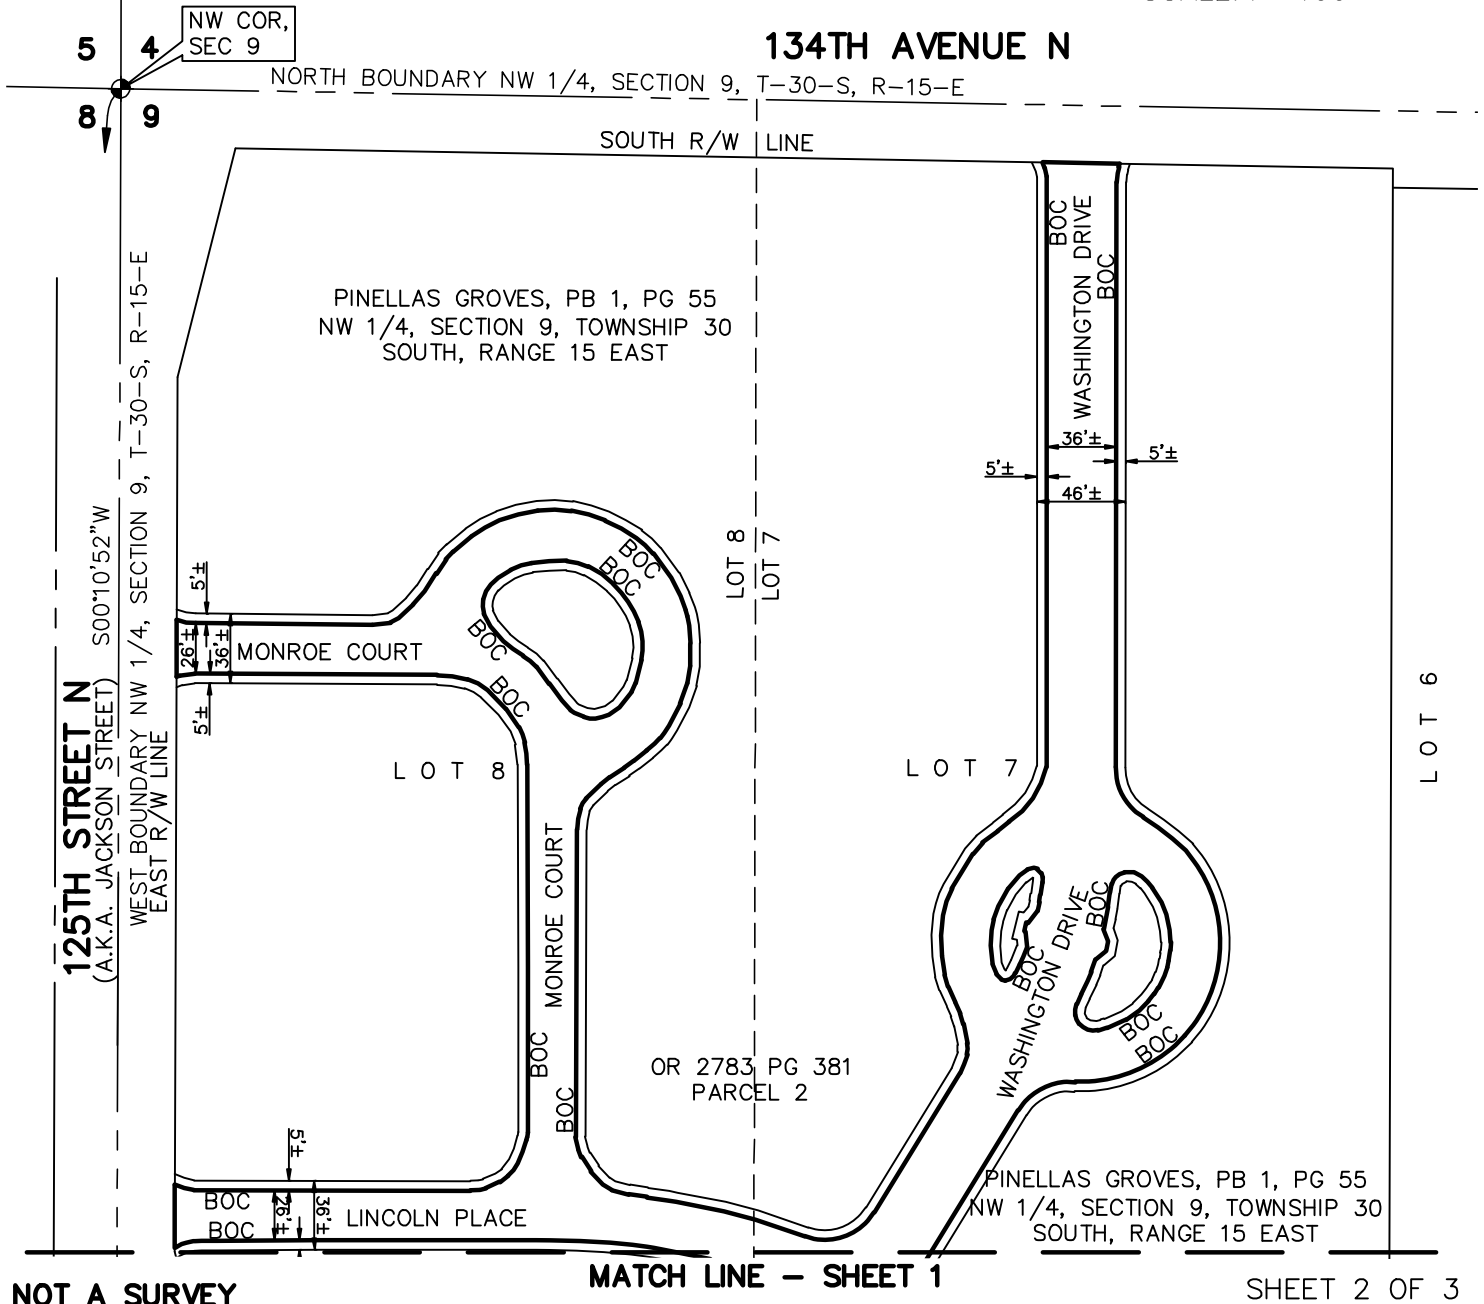 NW COR,
SEC 9
5
4
8
9
134TH AVENUE N
NORTH BOUNDARY NW 1/4, SECTION 9, T-30-S, R-15-E
SOUTH R/W LINE
PINELLAS GROVES, PB 1, PG 55
NW 1/4, SECTION 9, TOWNSHIP 30
SOUTH, RANGE 15 EAST
BOC
WASHINGTON DRIVE
BOC
36'±
5'±
5'±
46'±
LOT 8
LOT 7
BOC
BOC
BOC
BOC
5'±
26'±
36'±
MONROE COURT
5'±
125TH STREET N
(A.K.A. JACKSON STREET)
S00°10'52"W
WEST BOUNDARY NW 1/4, SECTION 9, T-30-S, R-15-E
EAST R/W LINE
LOT 8
LOT 7
LOT 6
MONROE COURT
BOC
BOC
BOC
BOC
WASHINGTON DRIVE
WASHINGTON DRIVE
BOC
BOC
OR 2783 PG 381
PARCEL 2
5'±
BOC
BOC
26'±
36'±
LINCOLN PLACE
PINELLAS GROVES, PB 1, PG 55
NW 1/4, SECTION 9, TOWNSHIP 30
SOUTH, RANGE 15 EAST
MATCH LINE - SHEET 1
NOT A SURVEY
SHEET 2 OF 3